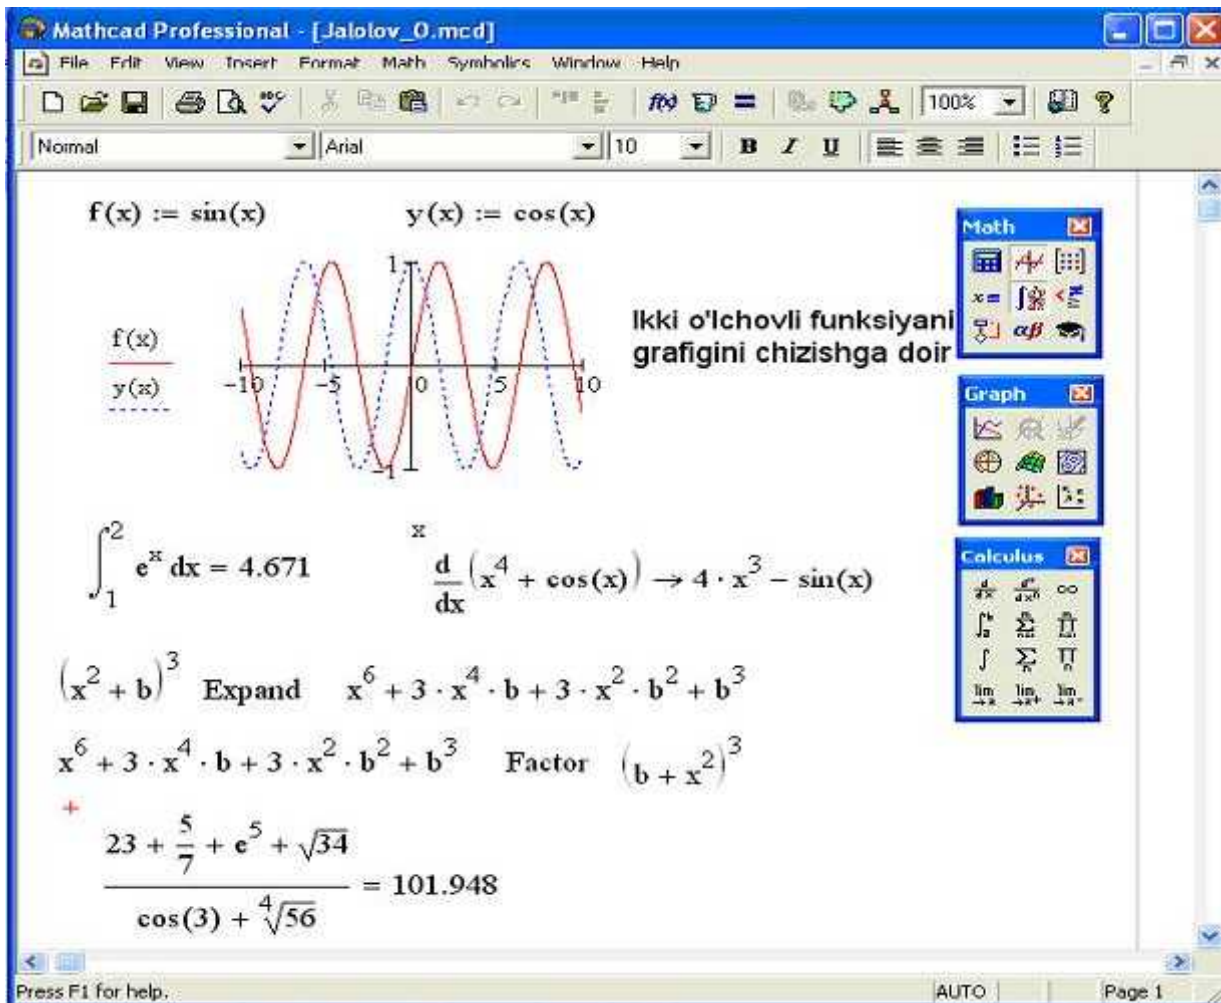 Mathcad Professional - [Jalolov_O.mcd]
File Edit View Insert Format Math Symbolics Window Help
100%
Normal Arial 10 B I U
f(x) := sin(x) y(x) := cos(x)
1
f(x)
y(x)
−10 −5 0 5 10
−1
Ikki o'lchovli funksiyani
grafigini chizishga doir
Math
x=
αβ
Graph
Calculus
∫₁² eˣ dx = 4.671
x
d/dx (x⁴ + cos(x)) → 4 · x³ − sin(x)
(x² + b)³ Expand x⁶ + 3 · x⁴ · b + 3 · x² · b² + b³
x⁶ + 3 · x⁴ · b + 3 · x² · b² + b³ Factor (b + x²)³
+
(23 + 5/7 + e⁵ + √34) / (cos(3) + ⁴√56) = 101.948
Press F1 for help. AUTO Page 1